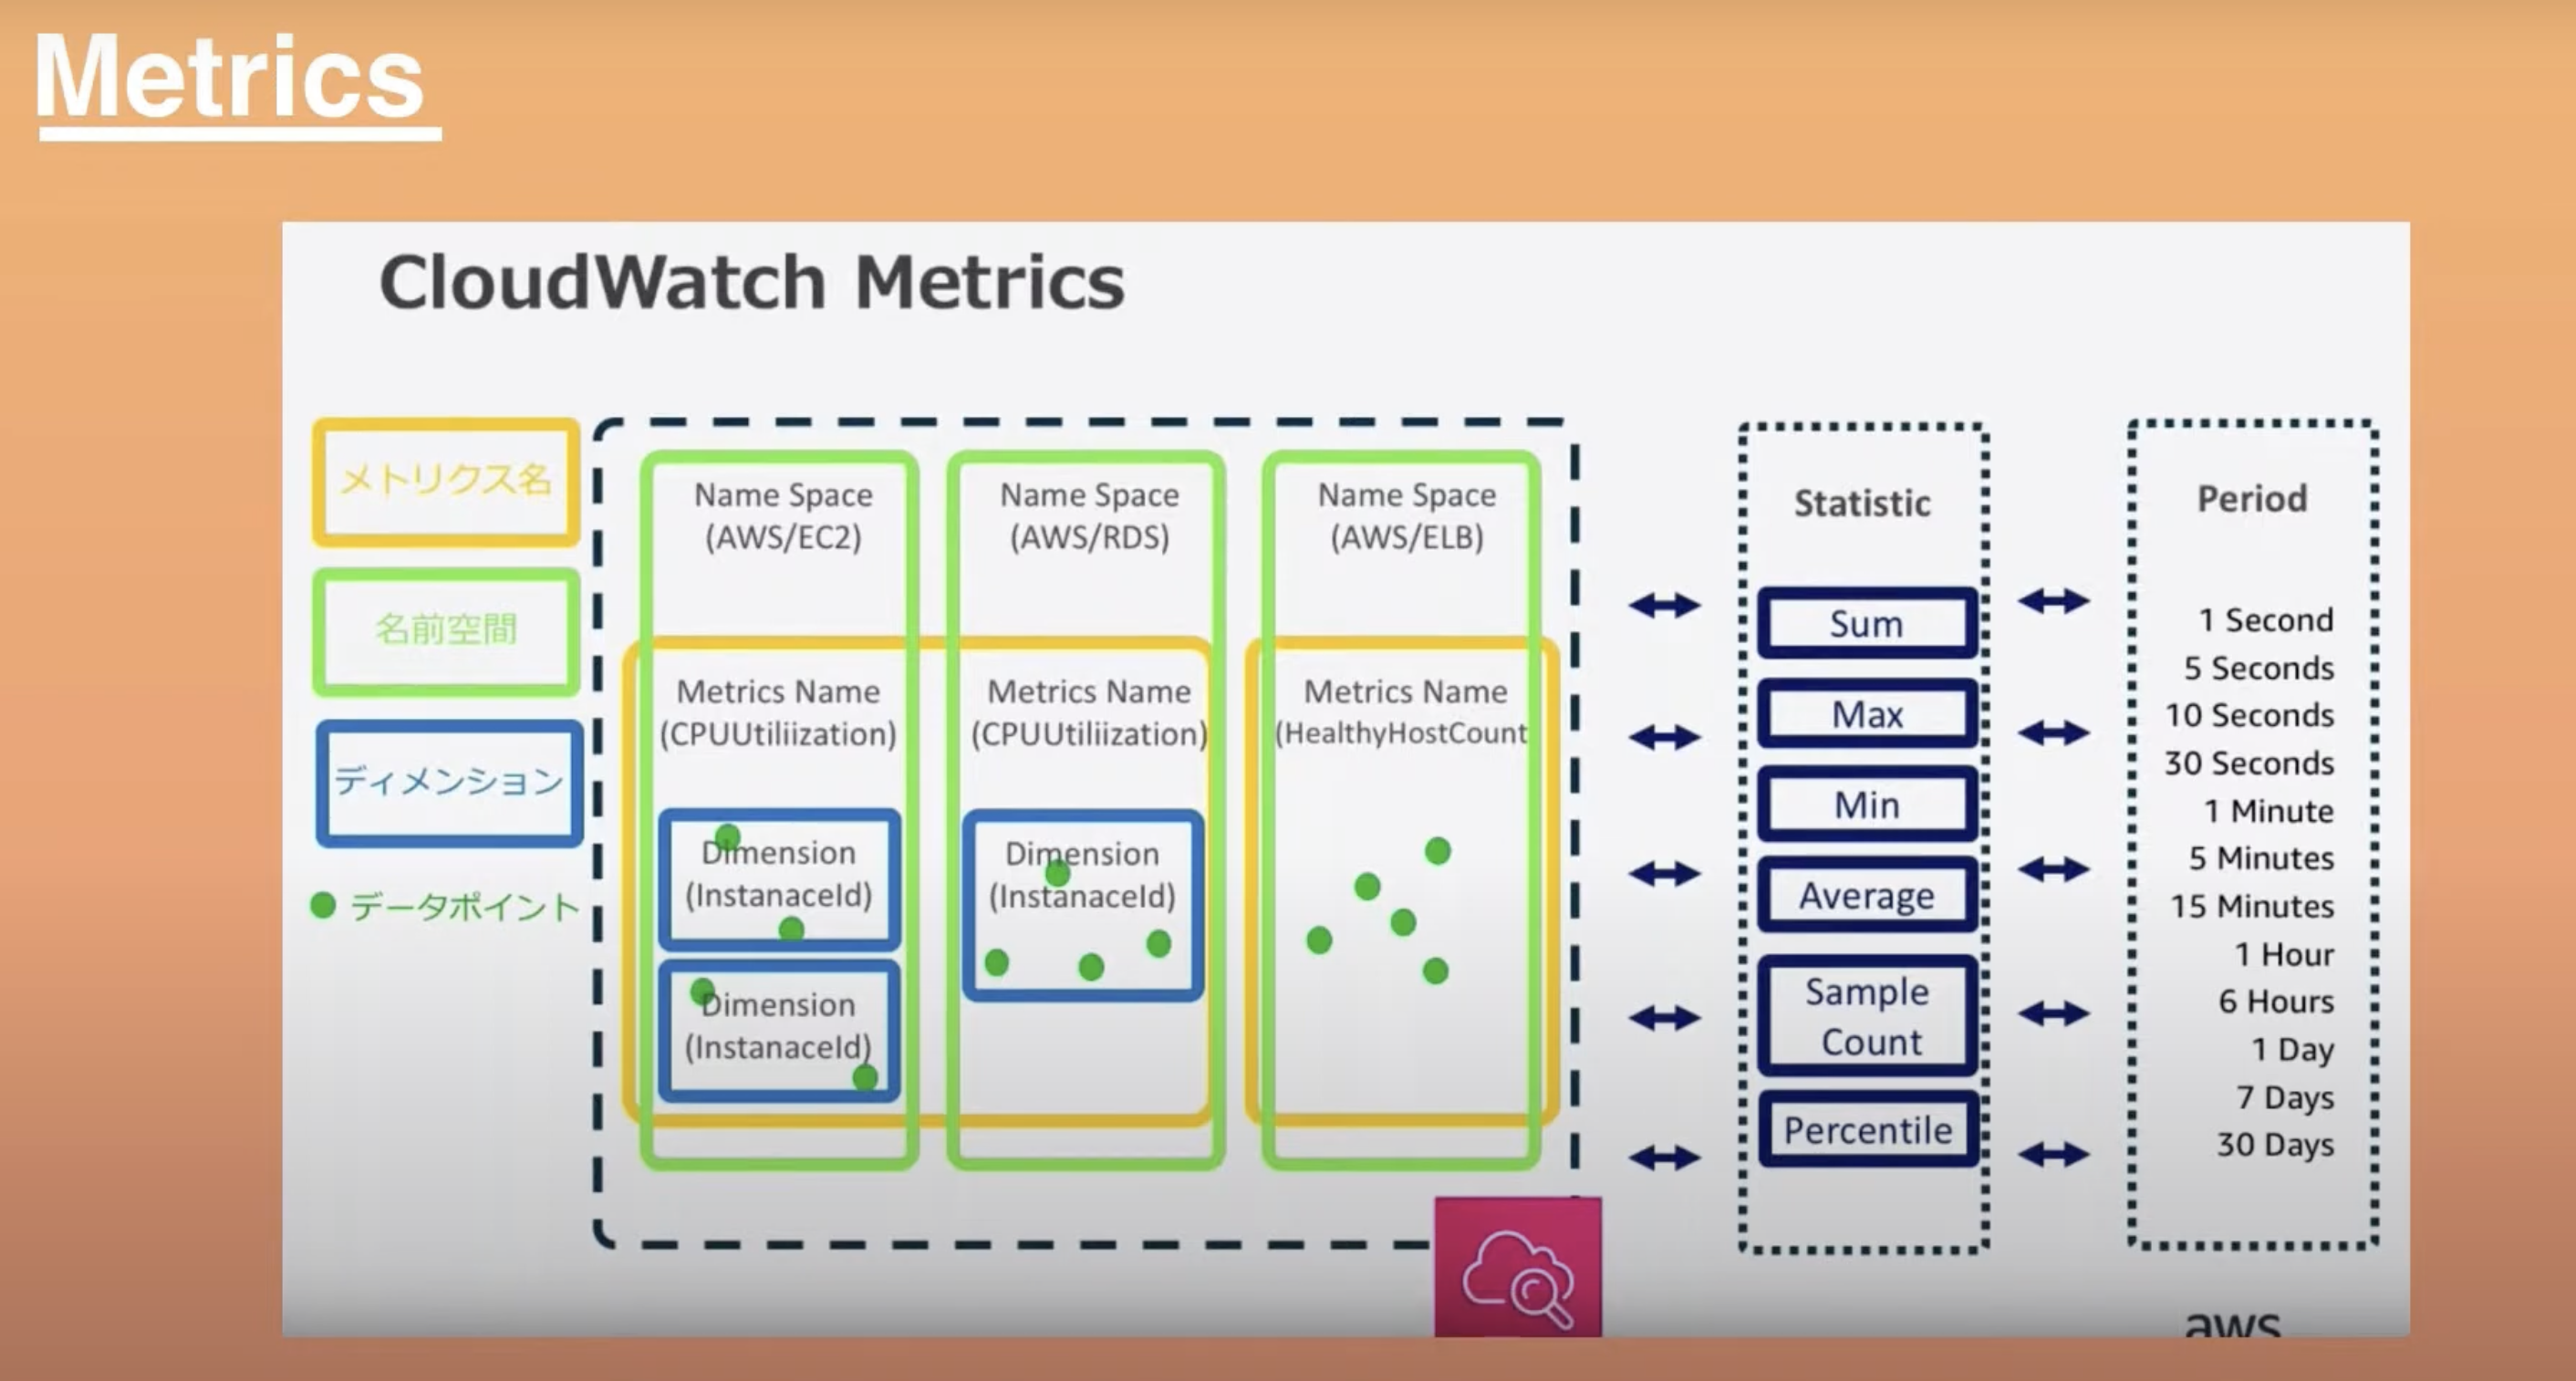 Metrics
CloudWatch Metrics
メトリクス名
名前空間
ディメンション
データポイント
Name Space
(AWS/EC2)
Metrics Name
(CPUUtiliization)
Dimension
(InstanaceId)
Dimension
(InstanaceId)
Name Space
(AWS/RDS)
Metrics Name
(CPUUtiliization)
Dimension
(InstanaceId)
Name Space
(AWS/ELB)
Metrics Name
(HealthyHostCount
Statistic
Sum
Max
Min
Average
Sample
Count
Percentile
Period
1 Second
5 Seconds
10 Seconds
30 Seconds
1 Minute
5 Minutes
15 Minutes
1 Hour
6 Hours
1 Day
7 Days
30 Days
aws